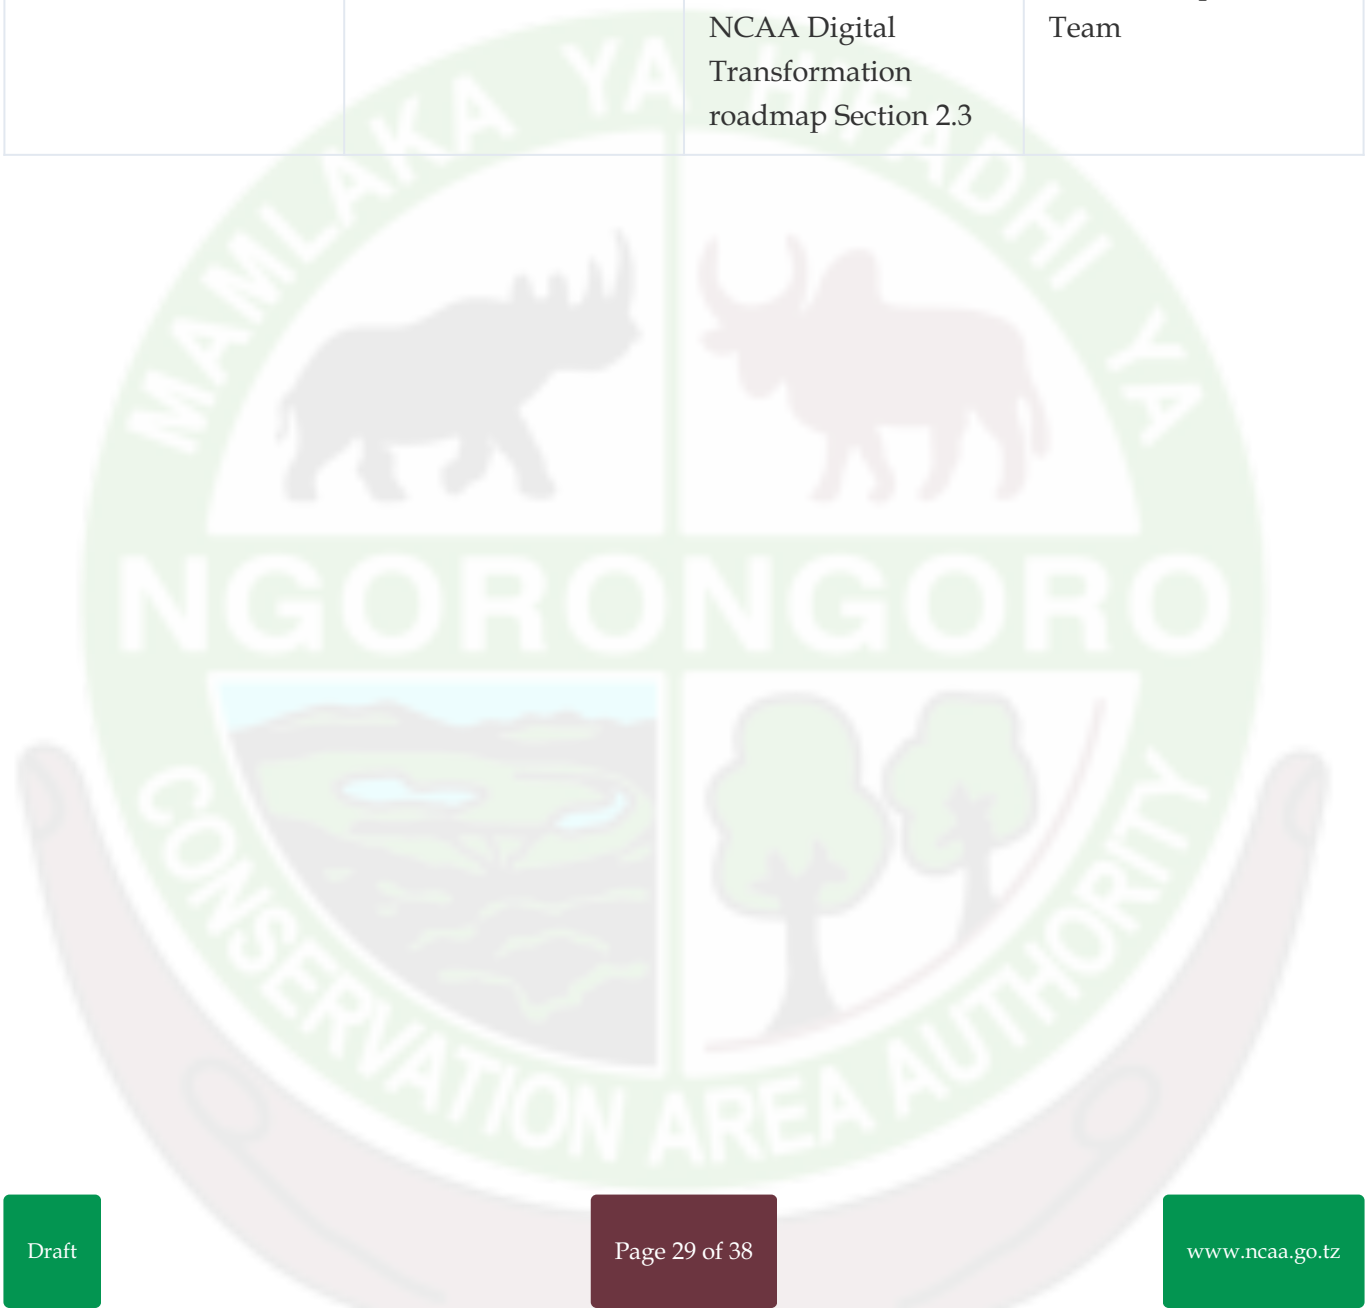 NCAA Digital
Team
Transformation
roadmap Section 2.3
MAMLAKA YA HIFADHI YA
NGORONGORO
CONSERVATION AREA AUTHORITY
Draft
Page 29 of 38
www.ncaa.go.tz